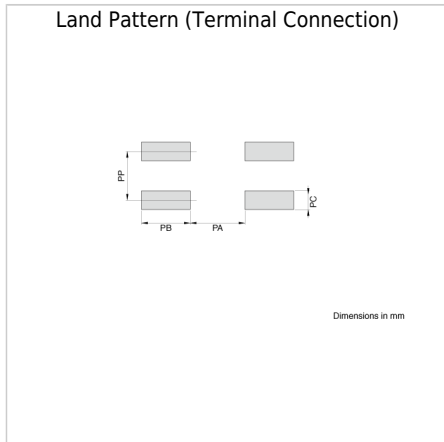 Land Pattern (Terminal Connection)
PP
PC
PB
PA
Dimensions in mm